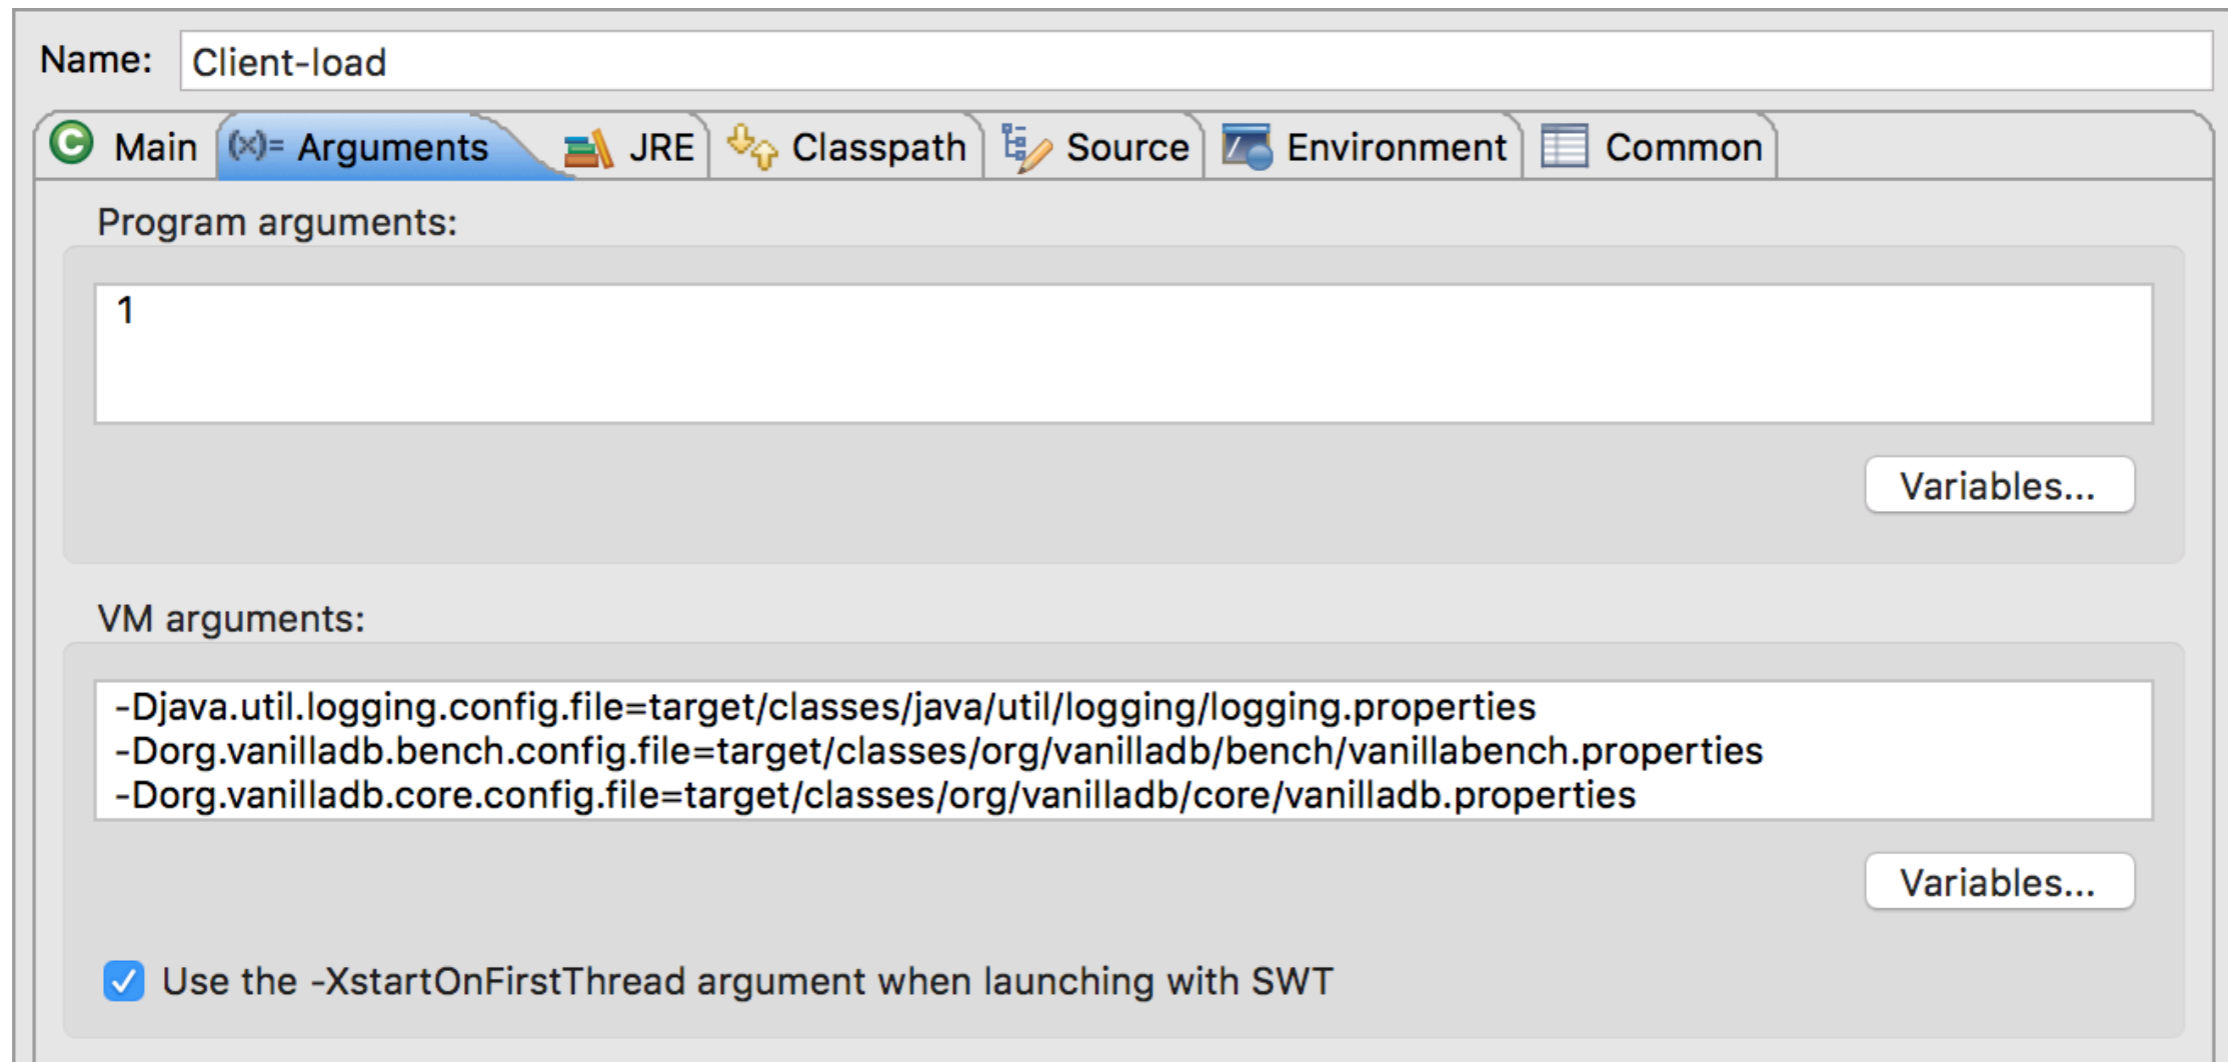 Name: Client-load
Main (x)= Arguments JRE Classpath Source Environment Common
Program arguments:
1
Variables...
VM arguments:
-Djava.util.logging.config.file=target/classes/java/util/logging/logging.properties
-Dorg.vanilladb.bench.config.file=target/classes/org/vanilladb/bench/vanillabench.properties
-Dorg.vanilladb.core.config.file=target/classes/org/vanilladb/core/vanilladb.properties
Variables...
Use the -XstartOnFirstThread argument when launching with SWT